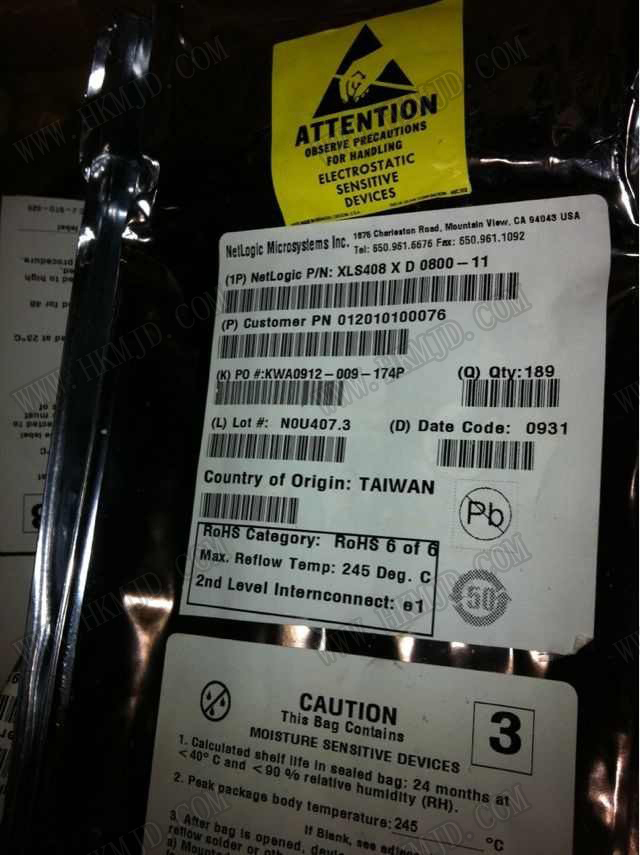 ATTENTION
OBSERVE PRECAUTIONS
FOR HANDLING
ELECTROSTATIC
SENSITIVE
DEVICES
NetLogic Microsystems Inc. 1875 Charleston Road, Mountain View, CA 94043 USA
Tel: 650.961.6676 Fax: 650.961.1092
(1P) NetLogic P/N: XLS408 X D 0800-11
(P) Customer PN 012010100076
(K) PO #:KWA0912-009-174P
(Q) Qty:189
(L) Lot #: N0U407.3
(D) Date Code: 0931
Country of Origin: TAIWAN
Pb
RoHS Category: RoHS 6 of 6
Max. Reflow Temp: 245 Deg. C
2nd Level Internconnect: e1
50
CAUTION
This Bag Contains
MOISTURE SENSITIVE DEVICES
3
1. Calculated shelf life in sealed bag: 24 months at
< 40° C and < 90 % relative humidity (RH).
2. Peak package body temperature: 245 °C
If Blank, see
3. After bag is opened,
reflow solder or
a) Mounted
WWW.HKMJD.COM